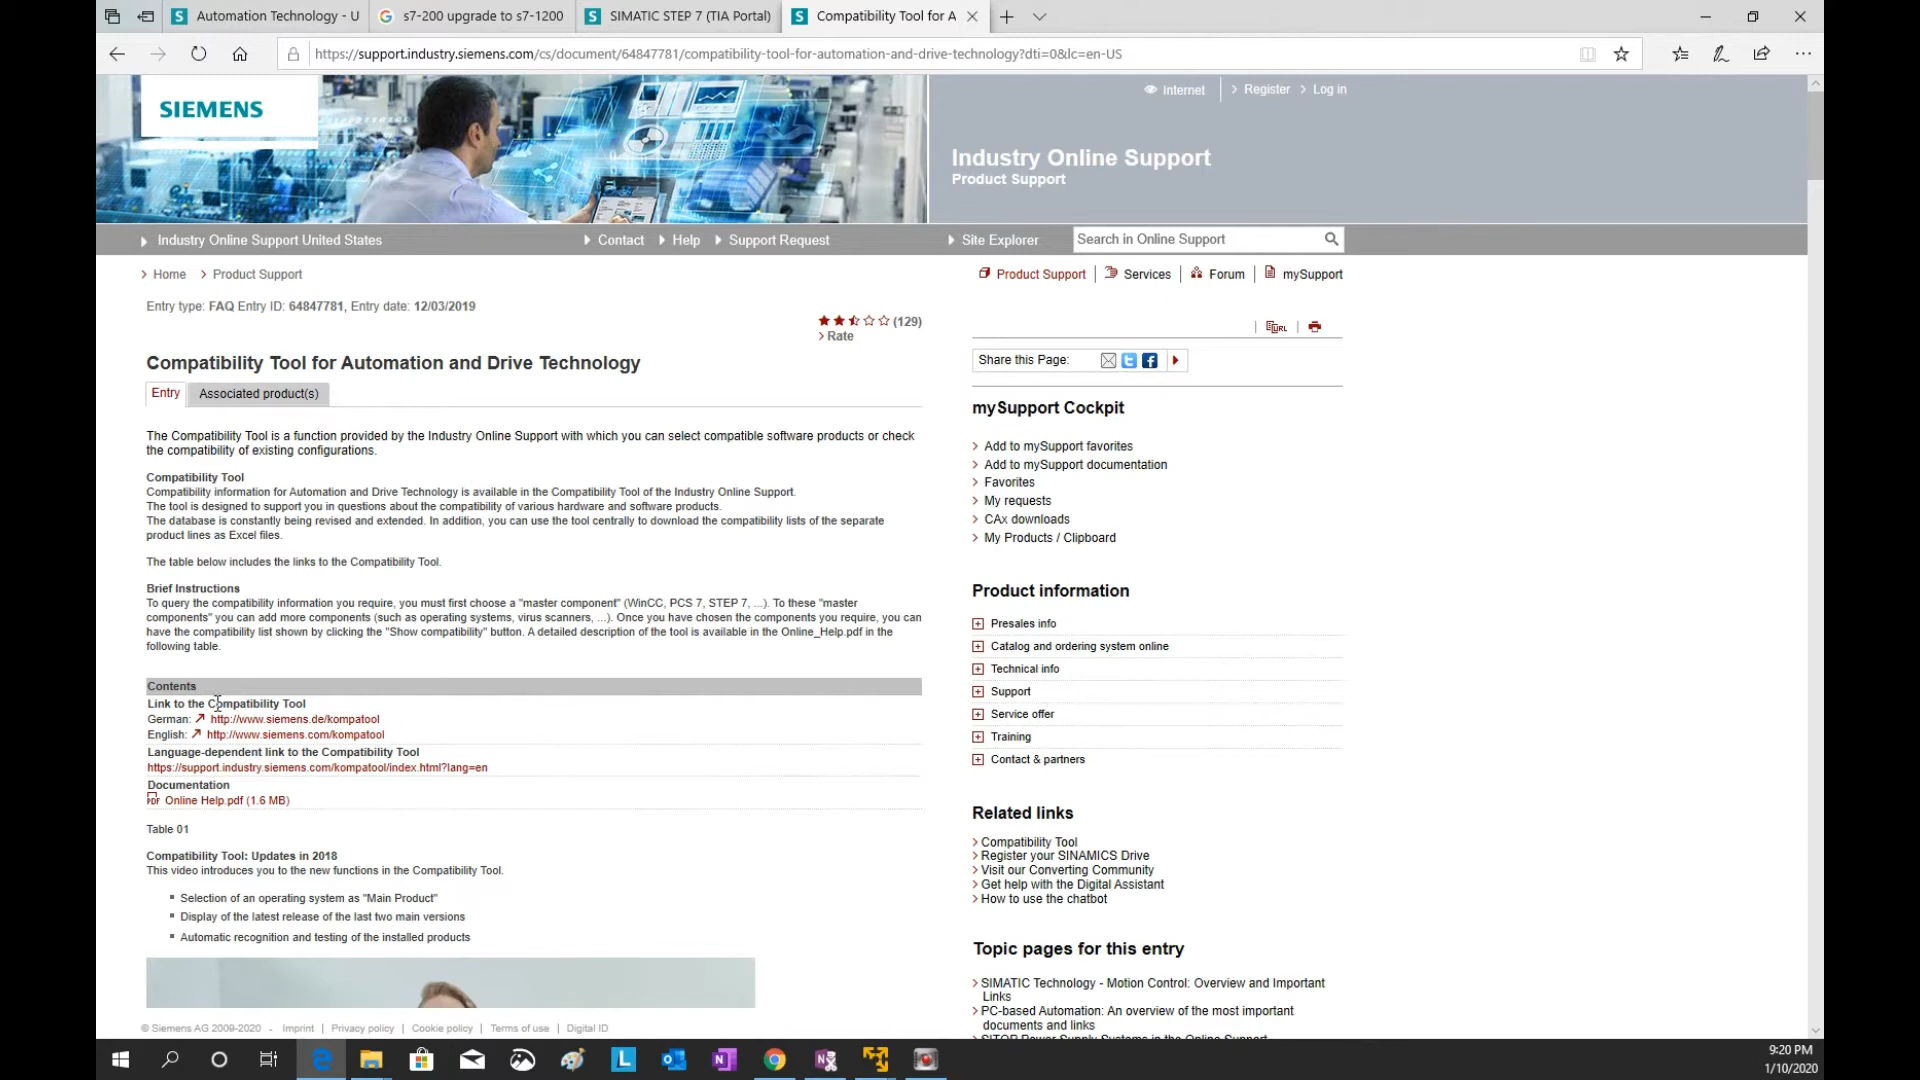 Automation Technology - U
s7-200 upgrade to s7-1200
SIMATIC STEP 7 (TIA Portal)
Compatibility Tool for A
https://support.industry.siemens.com/cs/document/64847781/compatibility-tool-for-automation-and-drive-technology?dti=0&lc=en-US
SIEMENS
Internet
Register
Log in
Industry Online Support
Product Support
Industry Online Support United States
Contact
Help
Support Request
Site Explorer
Search in Online Support
Home
Product Support
Product Support
Services
Forum
mySupport
Entry type: FAQ Entry ID: 64847781, Entry date: 12/03/2019
(129)
Rate
URL
Compatibility Tool for Automation and Drive Technology
Share this Page:
Entry
Associated product(s)
The Compatibility Tool is a function provided by the Industry Online Support with which you can select compatible software products or check
the compatibility of existing configurations.
Compatibility Tool
Compatibility information for Automation and Drive Technology is available in the Compatibility Tool of the Industry Online Support.
The tool is designed to support you in questions about the compatibility of various hardware and software products.
The database is constantly being revised and extended. In addition, you can use the tool centrally to download the compatibility lists of the separate
product lines as Excel files.
The table below includes the links to the Compatibility Tool.
Brief Instructions
To query the compatibility information you require, you must first choose a "master component" (WinCC, PCS 7, STEP 7, ...). To these "master
components" you can add more components (such as operating systems, virus scanners, ...). Once you have chosen the components you require, you can
have the compatibility list shown by clicking the "Show compatibility" button. A detailed description of the tool is available in the Online_Help.pdf in the
following table.
Contents
Link to the Compatibility Tool
German: http://www.siemens.de/kompatool
English: http://www.siemens.com/kompatool
Language-dependent link to the Compatibility Tool
https://support.industry.siemens.com/kompatool/index.html?lang=en
Documentation
PDF Online Help.pdf (1.6 MB)
Table 01
Compatibility Tool: Updates in 2018
This video introduces you to the new functions in the Compatibility Tool.
Selection of an operating system as "Main Product"
Display of the latest release of the last two main versions
Automatic recognition and testing of the installed products
mySupport Cockpit
Add to mySupport favorites
Add to mySupport documentation
Favorites
My requests
CAx downloads
My Products / Clipboard
Product information
Presales info
Catalog and ordering system online
Technical info
Support
Service offer
Training
Contact & partners
Related links
Compatibility Tool
Register your SINAMICS Drive
Visit our Converting Community
Get help with the Digital Assistant
How to use the chatbot
Topic pages for this entry
SIMATIC Technology - Motion Control: Overview and Important
Links
PC-based Automation: An overview of the most important
documents and links
SITOP Power Supply Systems in the Online Support
© Siemens AG 2009-2020 - Imprint | Privacy policy | Cookie policy | Terms of use | Digital ID
9:20 PM
1/10/2020